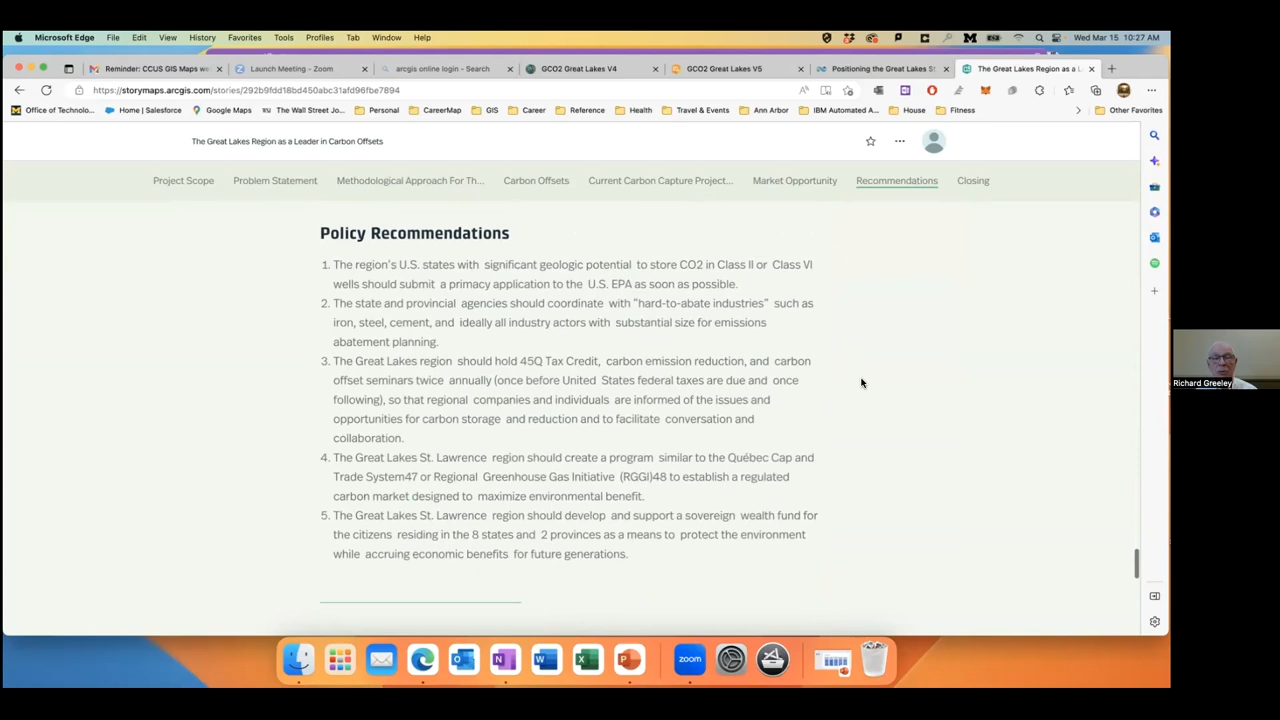 Microsoft Edge File Edit View History Favorites Tools Profiles Tab Window Help
Wed Mar 15 10:27 AM
Reminder: CCUS GIS Maps we
Launch Meeting - Zoom
arcgis online login - Search
GCO2 Great Lakes V4
GCO2 Great Lakes V5
Positioning the Great Lakes S
The Great Lakes Region as a L
https://storymaps.arcgis.com/stories/292b9fdd18bd450abc31afd96fbe7894
Office of Technolo... Home | Salesforce Google Maps The Wall Street Jo... Personal CareerMap GIS Career Reference Health Travel & Events Ann Arbor IBM Automated A... House Fitness Other Favorites
The Great Lakes Region as a Leader in Carbon Offsets
Project Scope Problem Statement Methodological Approach For Th... Carbon Offsets Current Carbon Capture Project... Market Opportunity Recommendations Closing
Policy Recommendations
1. The region's U.S. states with significant geologic potential to store CO2 in Class II or Class VI
wells should submit a primacy application to the U.S. EPA as soon as possible.
2. The state and provincial agencies should coordinate with "hard-to-abate industries" such as
iron, steel, cement, and ideally all industry actors with substantial size for emissions
abatement planning.
3. The Great Lakes region should hold 45Q Tax Credit, carbon emission reduction, and carbon
offset seminars twice annually (once before United States federal taxes are due and once
following), so that regional companies and individuals are informed of the issues and
opportunities for carbon storage and reduction and to facilitate conversation and
collaboration.
4. The Great Lakes St. Lawrence region should create a program similar to the Québec Cap and
Trade System47 or Regional Greenhouse Gas Initiative (RGGI)48 to establish a regulated
carbon market designed to maximize environmental benefit.
5. The Great Lakes St. Lawrence region should develop and support a sovereign wealth fund for
the citizens residing in the 8 states and 2 provinces as a means to protect the environment
while accruing economic benefits for future generations.
Richard Greeley
zoom